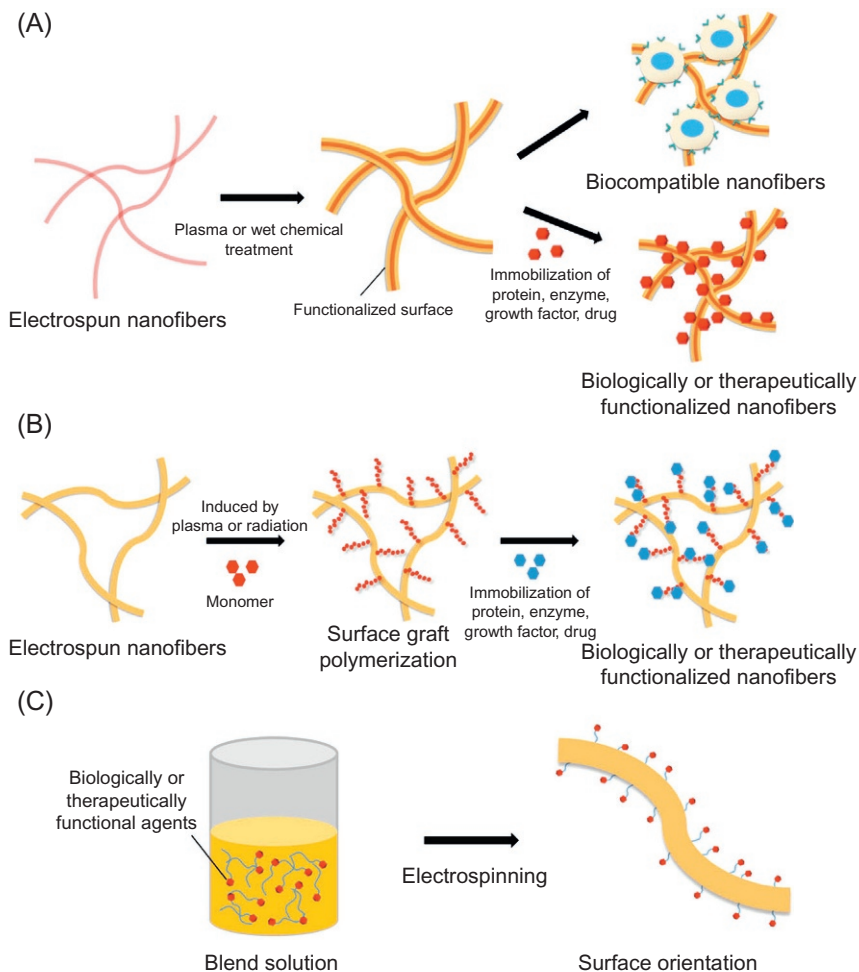 (A)
Biocompatible nanofibers
Plasma or wet chemical
treatment
Immobilization of
protein, enzyme,
growth factor, drug
Functionalized surface
Electrospun nanofibers
Biologically or therapeutically
functionalized nanofibers
(B)
Induced by
plasma or radiation
Monomer
Immobilization of
protein, enzyme,
growth factor, drug
Electrospun nanofibers
Surface graft
polymerization
Biologically or therapeutically
functionalized nanofibers
(C)
Biologically or
therapeutically
functional agents
Electrospinning
Blend solution
Surface orientation